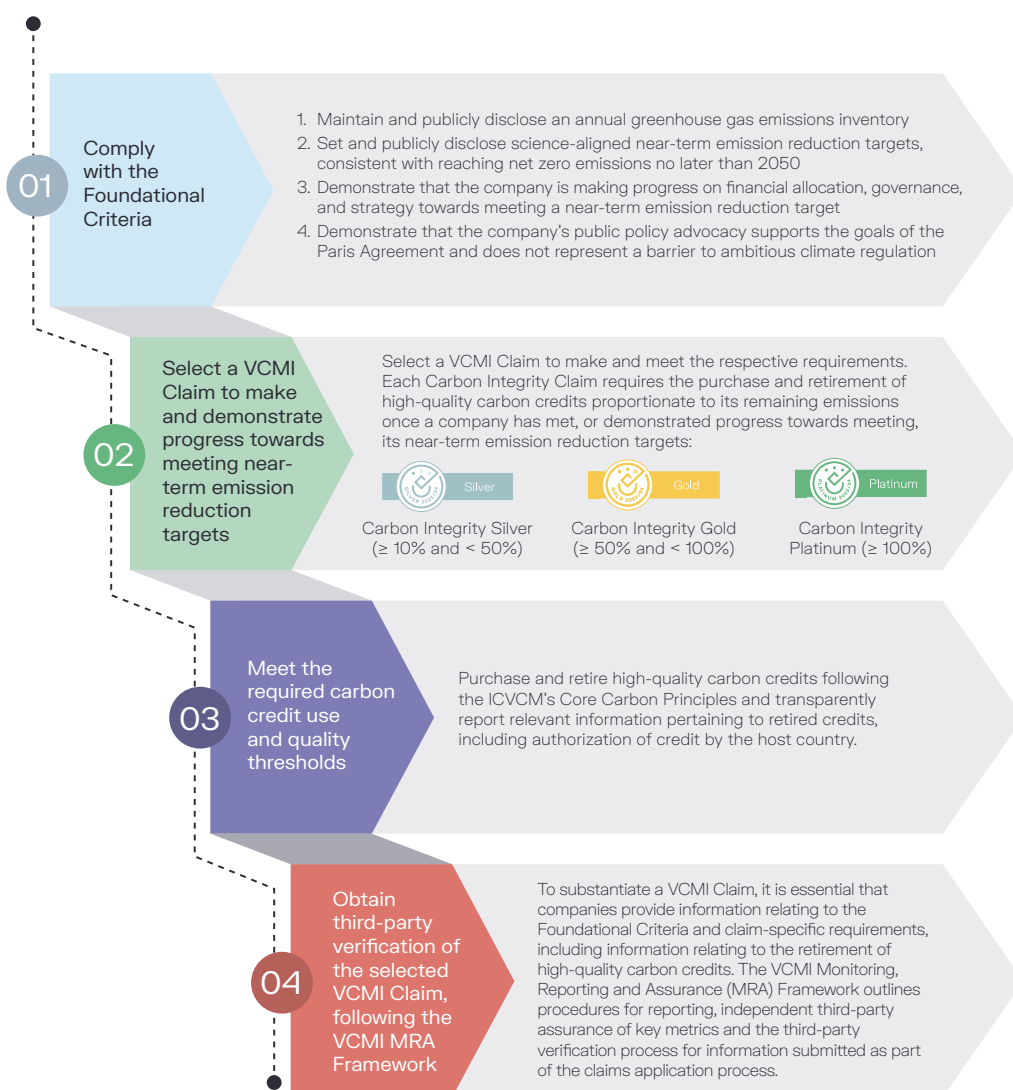 01
Comply
with the
Foundational
Criteria
1. Maintain and publicly disclose an annual greenhouse gas emissions inventory
2. Set and publicly disclose science-aligned near-term emission reduction targets,
consistent with reaching net zero emissions no later than 2050
3. Demonstrate that the company is making progress on financial allocation, governance,
and strategy towards meeting a near-term emission reduction target
4. Demonstrate that the company's public policy advocacy supports the goals of the
Paris Agreement and does not represent a barrier to ambitious climate regulation
02
Select a VCMI
Claim to make
and demonstrate
progress towards
meeting near-
term emission
reduction
targets
Select a VCMI Claim to make and meet the respective requirements.
Each Carbon Integrity Claim requires the purchase and retirement of
high-quality carbon credits proportionate to its remaining emissions
once a company has met, or demonstrated progress towards meeting,
its near-term emission reduction targets:
Silver
Carbon Integrity Silver
(≥ 10% and < 50%)
Gold
Carbon Integrity Gold
(≥ 50% and < 100%)
Platinum
Carbon Integrity
Platinum (≥ 100%)
03
Meet the
required carbon
credit use
and quality
thresholds
Purchase and retire high-quality carbon credits following
the ICVCM's Core Carbon Principles and transparently
report relevant information pertaining to retired credits,
including authorization of credit by the host country.
04
Obtain
third-party
verification of
the selected
VCMI Claim,
following the
VCMI MRA
Framework
To substantiate a VCMI Claim, it is essential that
companies provide information relating to the
Foundational Criteria and claim-specific requirements,
including information relating to the retirement of
high-quality carbon credits. The VCMI Monitoring,
Reporting and Assurance (MRA) Framework outlines
procedures for reporting, independent third-party
assurance of key metrics and the third-party
verification process for information submitted as part
of the claims application process.